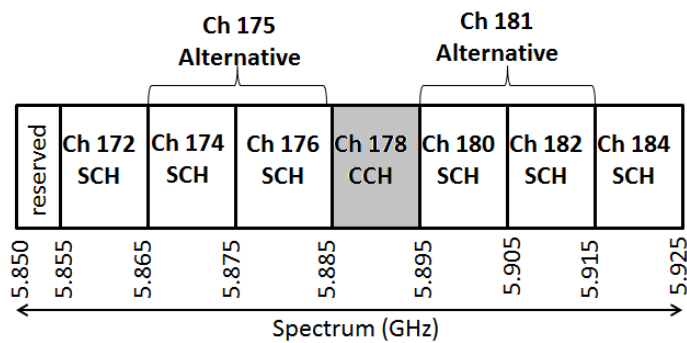 Ch 175
Alternative
Ch 181
Alternative
reserved
Ch 172
SCH
Ch 174
SCH
Ch 176
SCH
Ch 178
CCH
Ch 180
SCH
Ch 182
SCH
Ch 184
SCH
5.850
5.855
5.865
5.875
5.885
5.895
5.905
5.915
5.925
Spectrum (GHz)